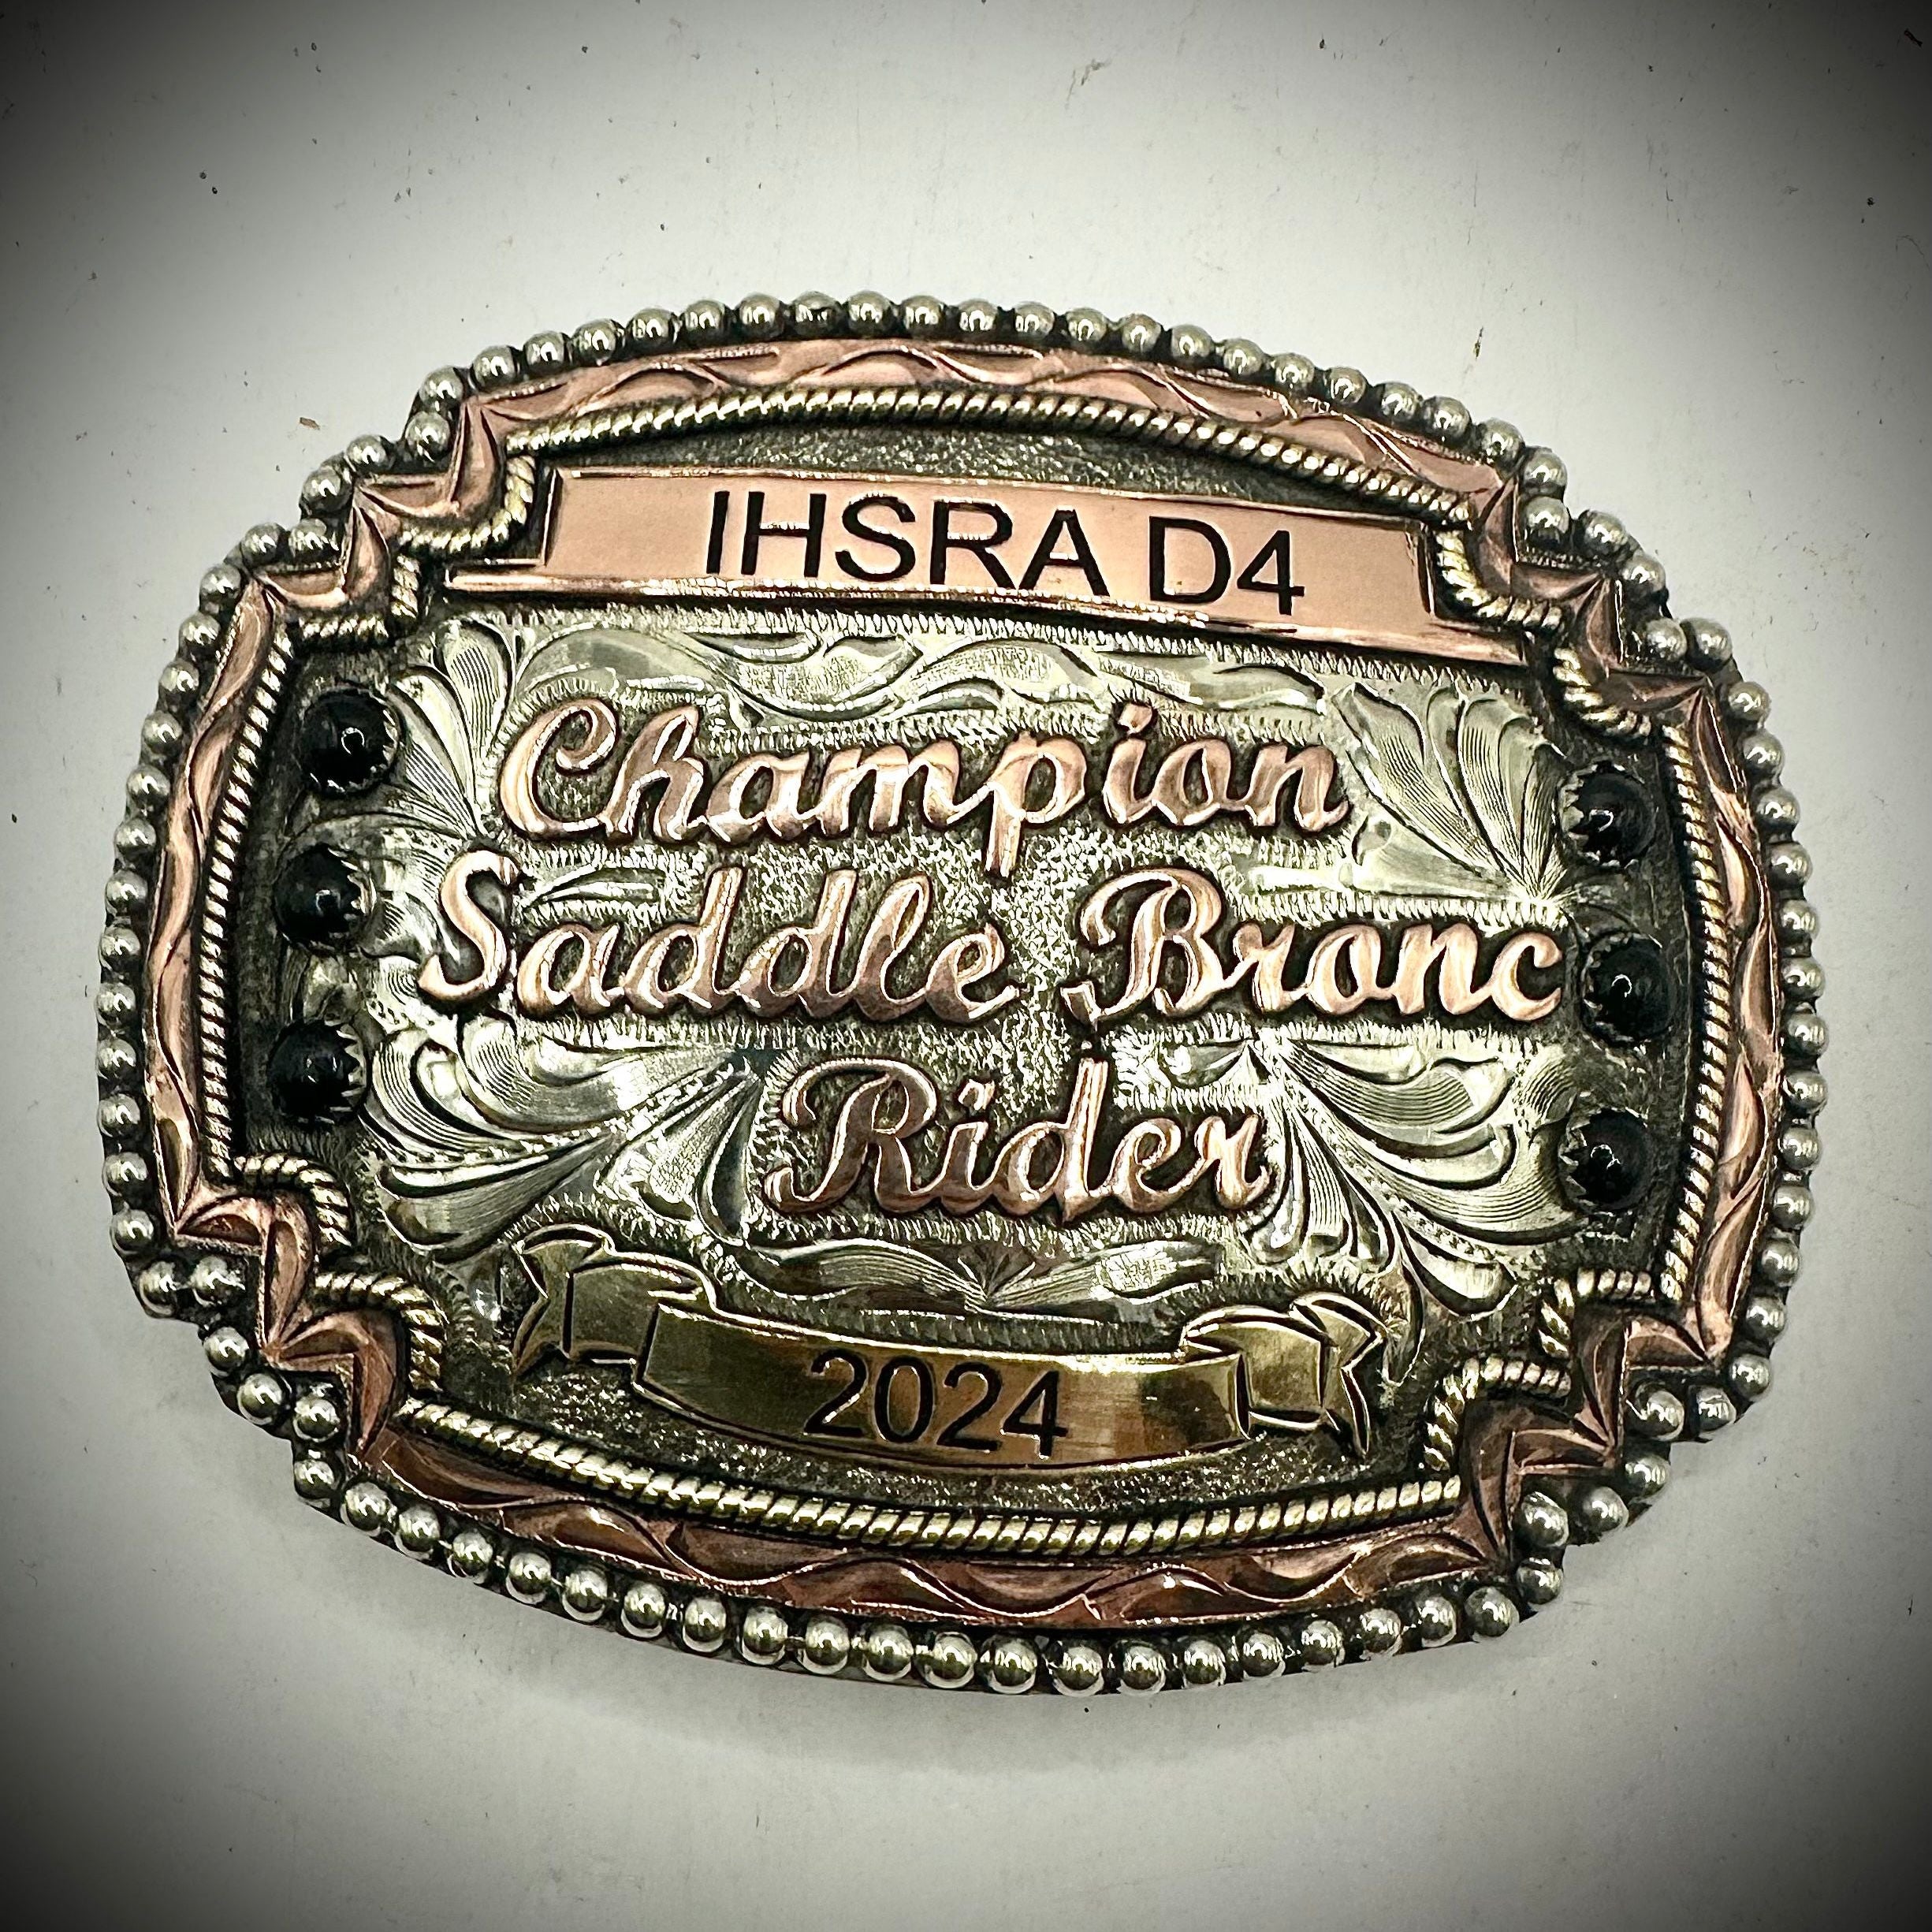 IHSRA D4
Champion
Saddle Bronc
Rider
2024